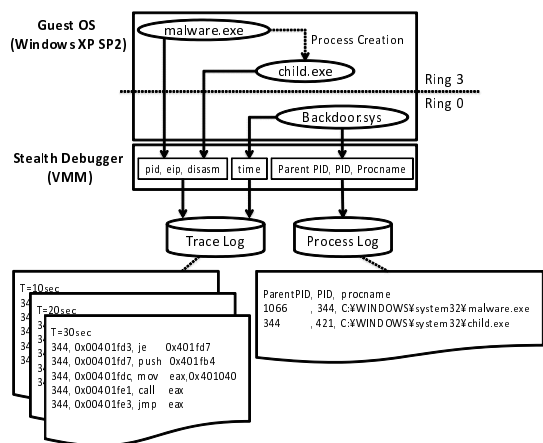 Guest OS
(Windows XP SP2)
malware.exe
Process Creation
child.exe
Ring 3
Ring 0
Backdoor.sys
Stealth Debugger
(VMM)
pid, eip, disasm
time
Parent PID, PID, Procname
Trace Log
Process Log
T=10sec
T=20sec
T=30sec
344, 0x00401fd3, je 0x401fd7
344, 0x00401fd7, push 0x401fb4
344, 0x00401fdc, mov eax,0x401040
344, 0x00401fe1, call eax
344, 0x00401fe3, jmp eax
ParentPID, PID, procname
1066 , 344, C:¥WINDOWS¥system32¥malware.exe
344 , 421, C:¥WINDOWS¥system32¥child.exe